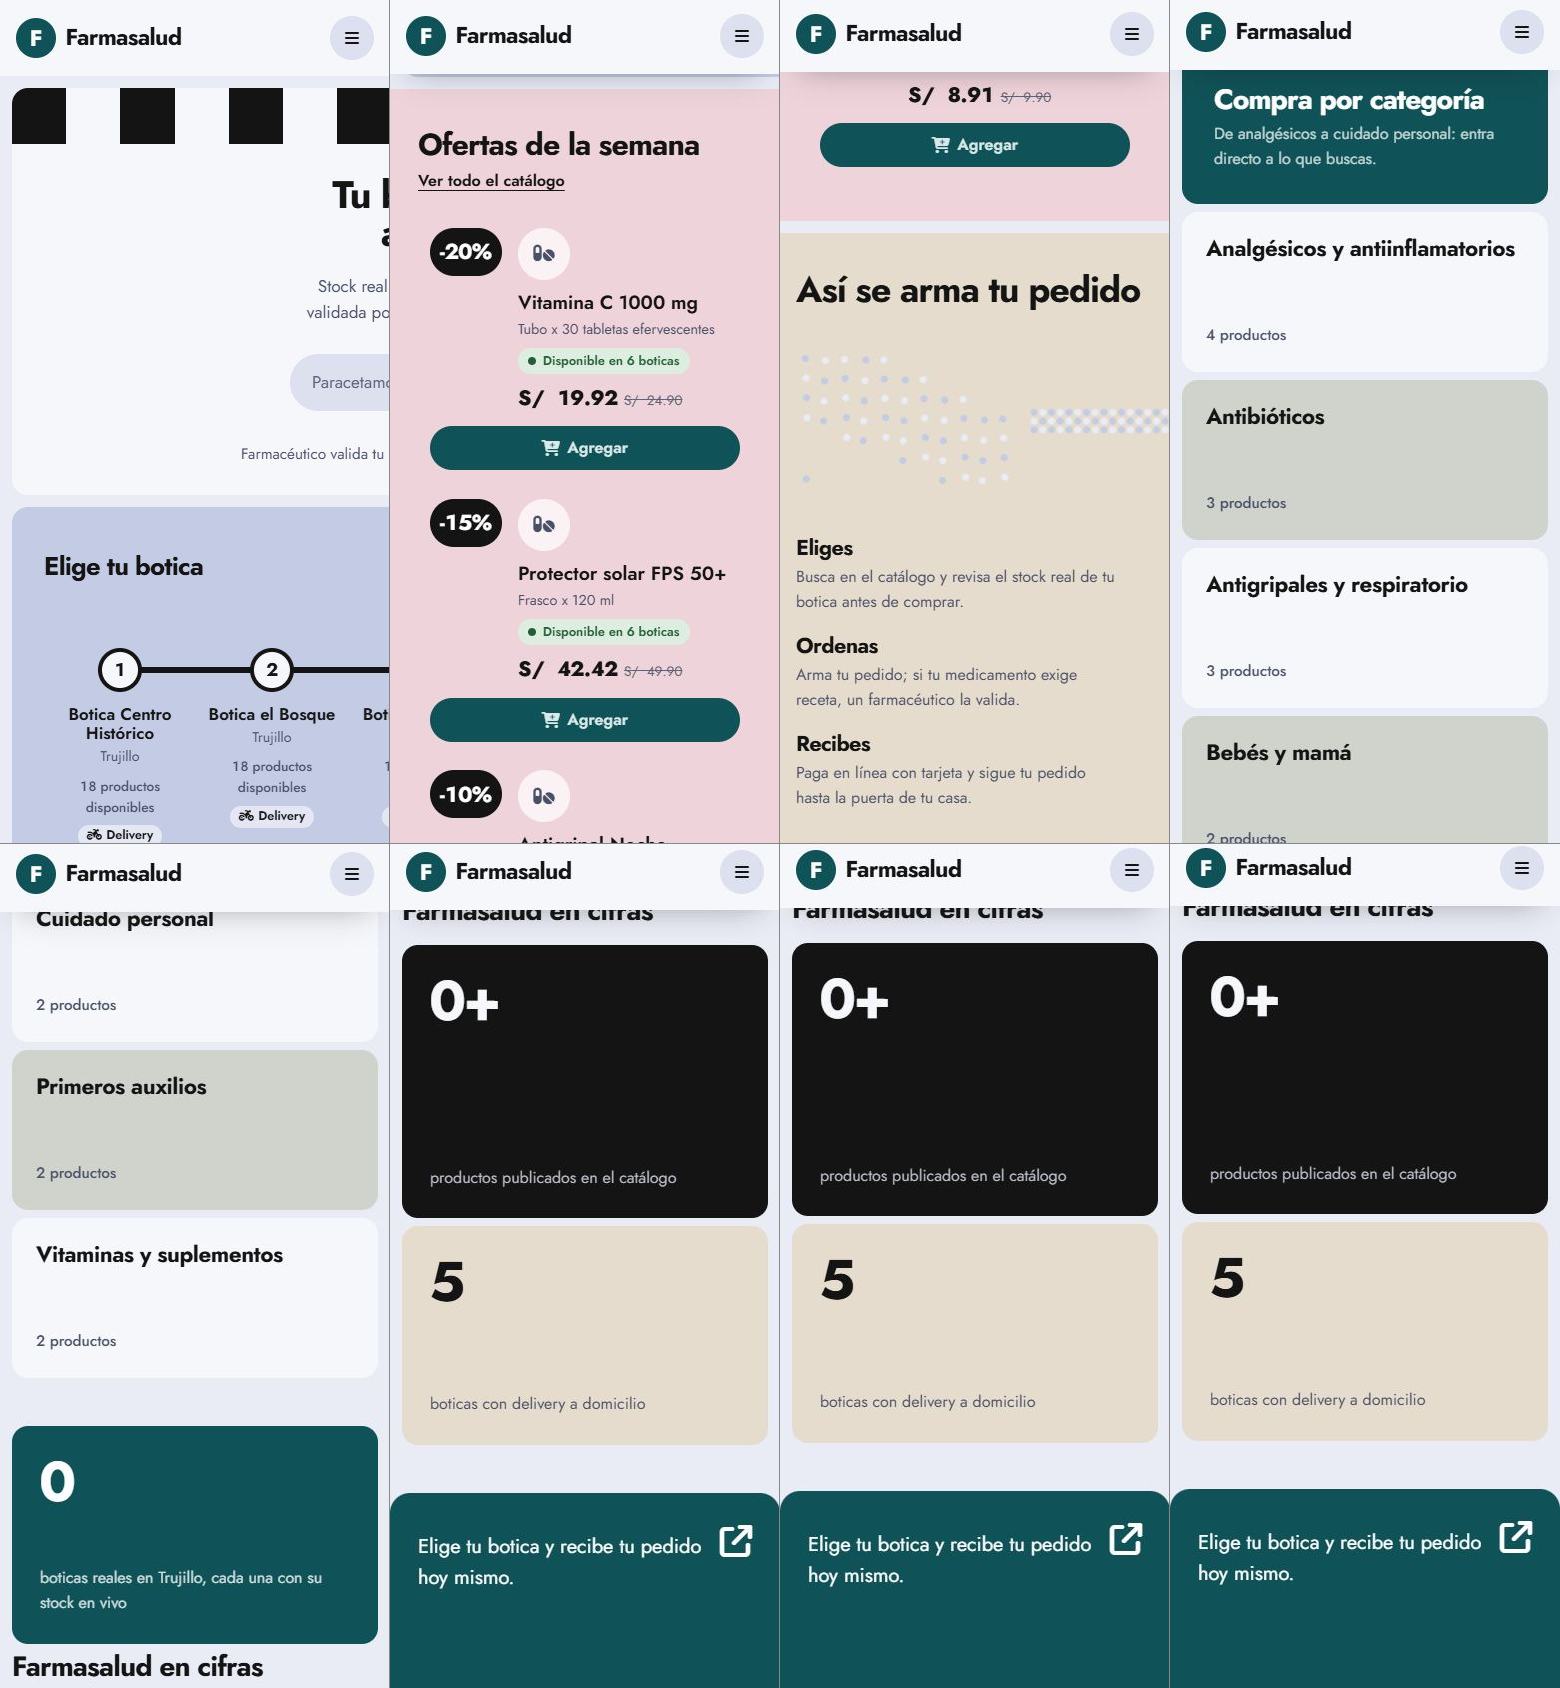 F Farmasalud
Tu
Stock real
validada
Farmacéutico valida tu
Elige tu botica
1
2
Botica Centro
Histórico
Trujillo
18 productos
disponibles
Delivery
Botica el Bosque
Trujillo
18 productos
disponibles
Delivery
F Farmasalud
Ofertas de la semana
Ver todo el catálogo
-20%
Vitamina C 1000 mg
Tubo x 30 tabletas efervescentes
Disponible en 6 boticas
S/ 19.92 S/ 24.90
Agregar
-15%
Protector solar FPS 50+
Frasco x 120 ml
Disponible en 6 boticas
S/ 42.42 S/ 49.90
Agregar
-10%
F Farmasalud
S/ 8.91 S/ 9.90
Agregar
Así se arma tu pedido
Eliges
Busca en el catálogo y revisa el stock real de tu
botica antes de comprar.
Ordenas
Arma tu pedido; si tu medicamento exige
receta, un farmacéutico la valida.
Recibes
Paga en línea con tarjeta y sigue tu pedido
hasta la puerta de tu casa.
F Farmasalud
Compra por categoría
De analgésicos a cuidado personal: entra
directo a lo que buscas.
Analgésicos y antiinflamatorios
4 productos
Antibióticos
3 productos
Antigripales y respiratorio
3 productos
Bebés y mamá
2 productos
F Farmasalud
Cuidado personal
2 productos
Primeros auxilios
2 productos
Vitaminas y suplementos
2 productos
0
boticas reales en Trujillo, cada una con su
stock en vivo
Farmasalud en cifras
F Farmasalud
Farmasalud en cifras
0+
productos publicados en el catálogo
5
boticas con delivery a domicilio
Elige tu botica y recibe tu pedido
hoy mismo.
F Farmasalud
Farmasalud en cifras
0+
productos publicados en el catálogo
5
boticas con delivery a domicilio
Elige tu botica y recibe tu pedido
hoy mismo.
F Farmasalud
Farmasalud en cifras
0+
productos publicados en el catálogo
5
boticas con delivery a domicilio
Elige tu botica y recibe tu pedido
hoy mismo.